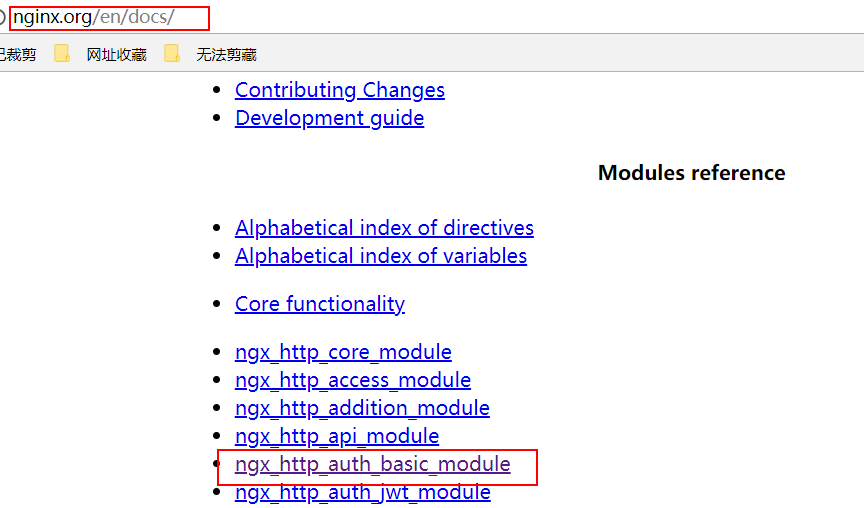 nginx.org/en/docs/
已裁剪 网址收藏 无法剪藏
Contributing Changes
Development guide
Modules reference
Alphabetical index of directives
Alphabetical index of variables
Core functionality
ngx_http_core_module
ngx_http_access_module
ngx_http_addition_module
ngx_http_api_module
ngx_http_auth_basic_module
ngx_http_auth_jwt_module